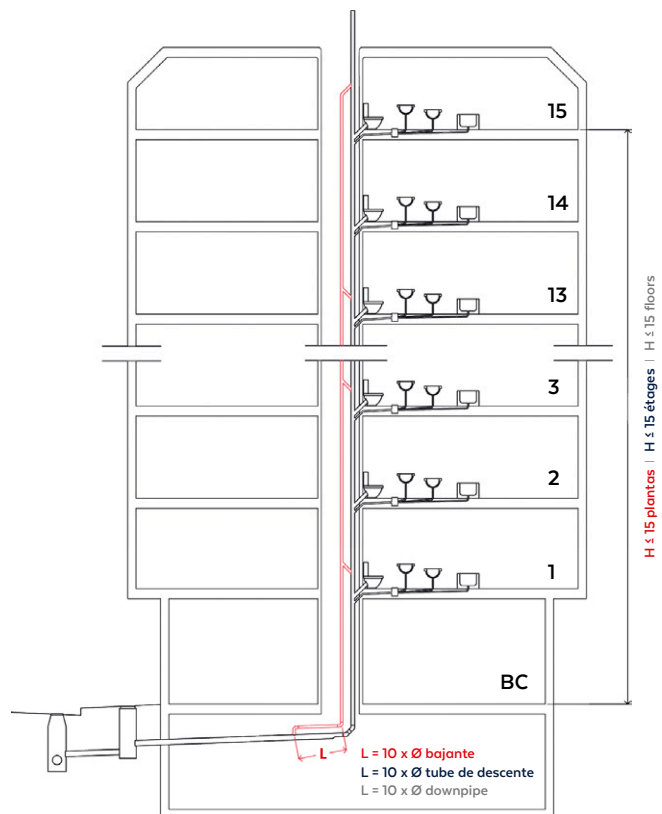 15
14
13
3
2
1
BC
H ≤ 15 plantas | H ≤ 15 étages | H ≤ 15 floors
L
L = 10 x Ø bajante
L = 10 x Ø tube de descente
L = 10 x Ø downpipe